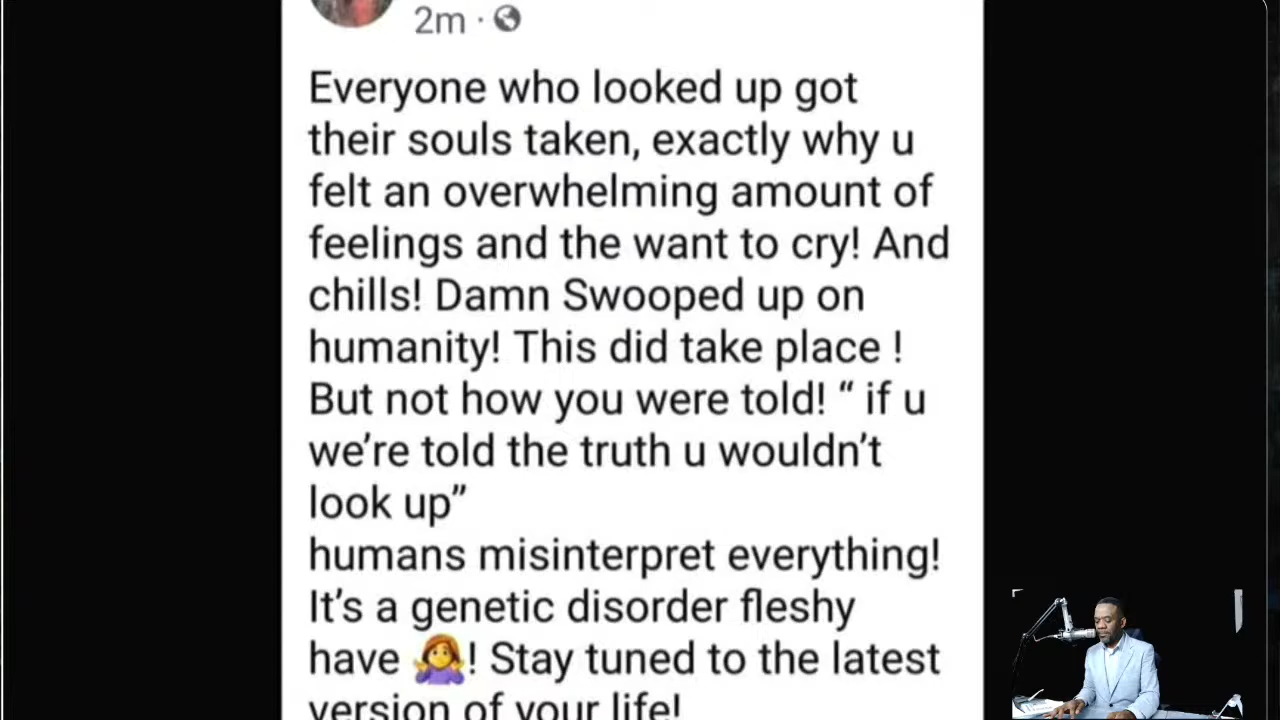 2m ·
Everyone who looked up got
their souls taken, exactly why u
felt an overwhelming amount of
feelings and the want to cry! And
chills! Damn Swooped up on
humanity! This did take place !
But not how you were told! “ if u
we’re told the truth u wouldn’t
look up”
humans misinterpret everything!
It’s a genetic disorder fleshy
have 🤷‍♀️! Stay tuned to the latest
version of your life!